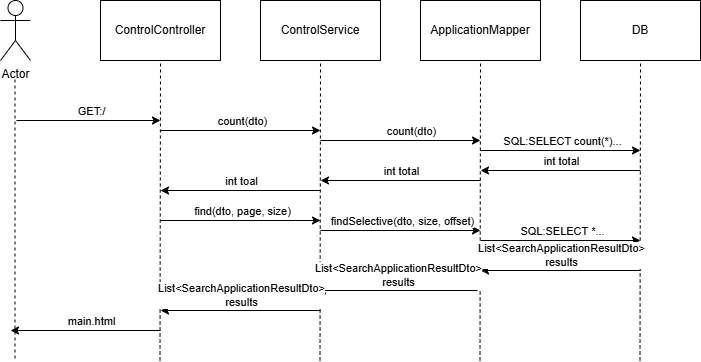 ControlController
ControlService
ApplicationMapper
DB
Actor
GET:/
count(dto)
count(dto)
SQL:SELECT count(*)...
int total
int total
int toal
find(dto, page, size)
findSelective(dto, size, offset)
SQL:SELECT *...
List<SearchApplicationResultDto>
results
List<SearchApplicationResultDto>
results
List<SearchApplicationResultDto>
results
main.html